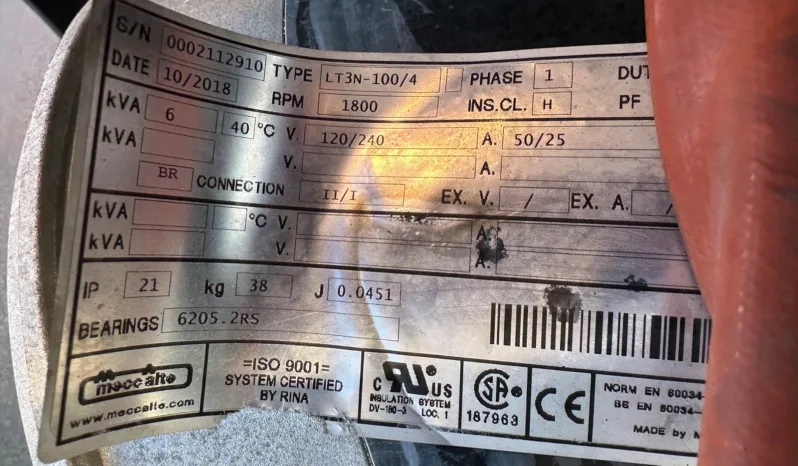 S/N 0002112910 TYPE LT3N-100/4 PHASE 1 DUT
DATE 10/2018 RPM 1800 INS.CL. H PF
kVA 6 40 °C V. 120/240 A. 50/25
kVA V. A.
BR CONNECTION II/I EX. V. / EX. A. /
kVA °C V. A.
kVA V. A.
IP 21 kg 38 J 0.0451
BEARINGS 6205.2RS
meccalte
www.meccalte.com
=ISO 9001=
SYSTEM CERTIFIED
BY RINA
C RU US
INSULATION SYSTEM
DV-180-3 LOC. 1
SA
187963
CE
NORM EN 60034-
BS EN 60034-
MADE BY M